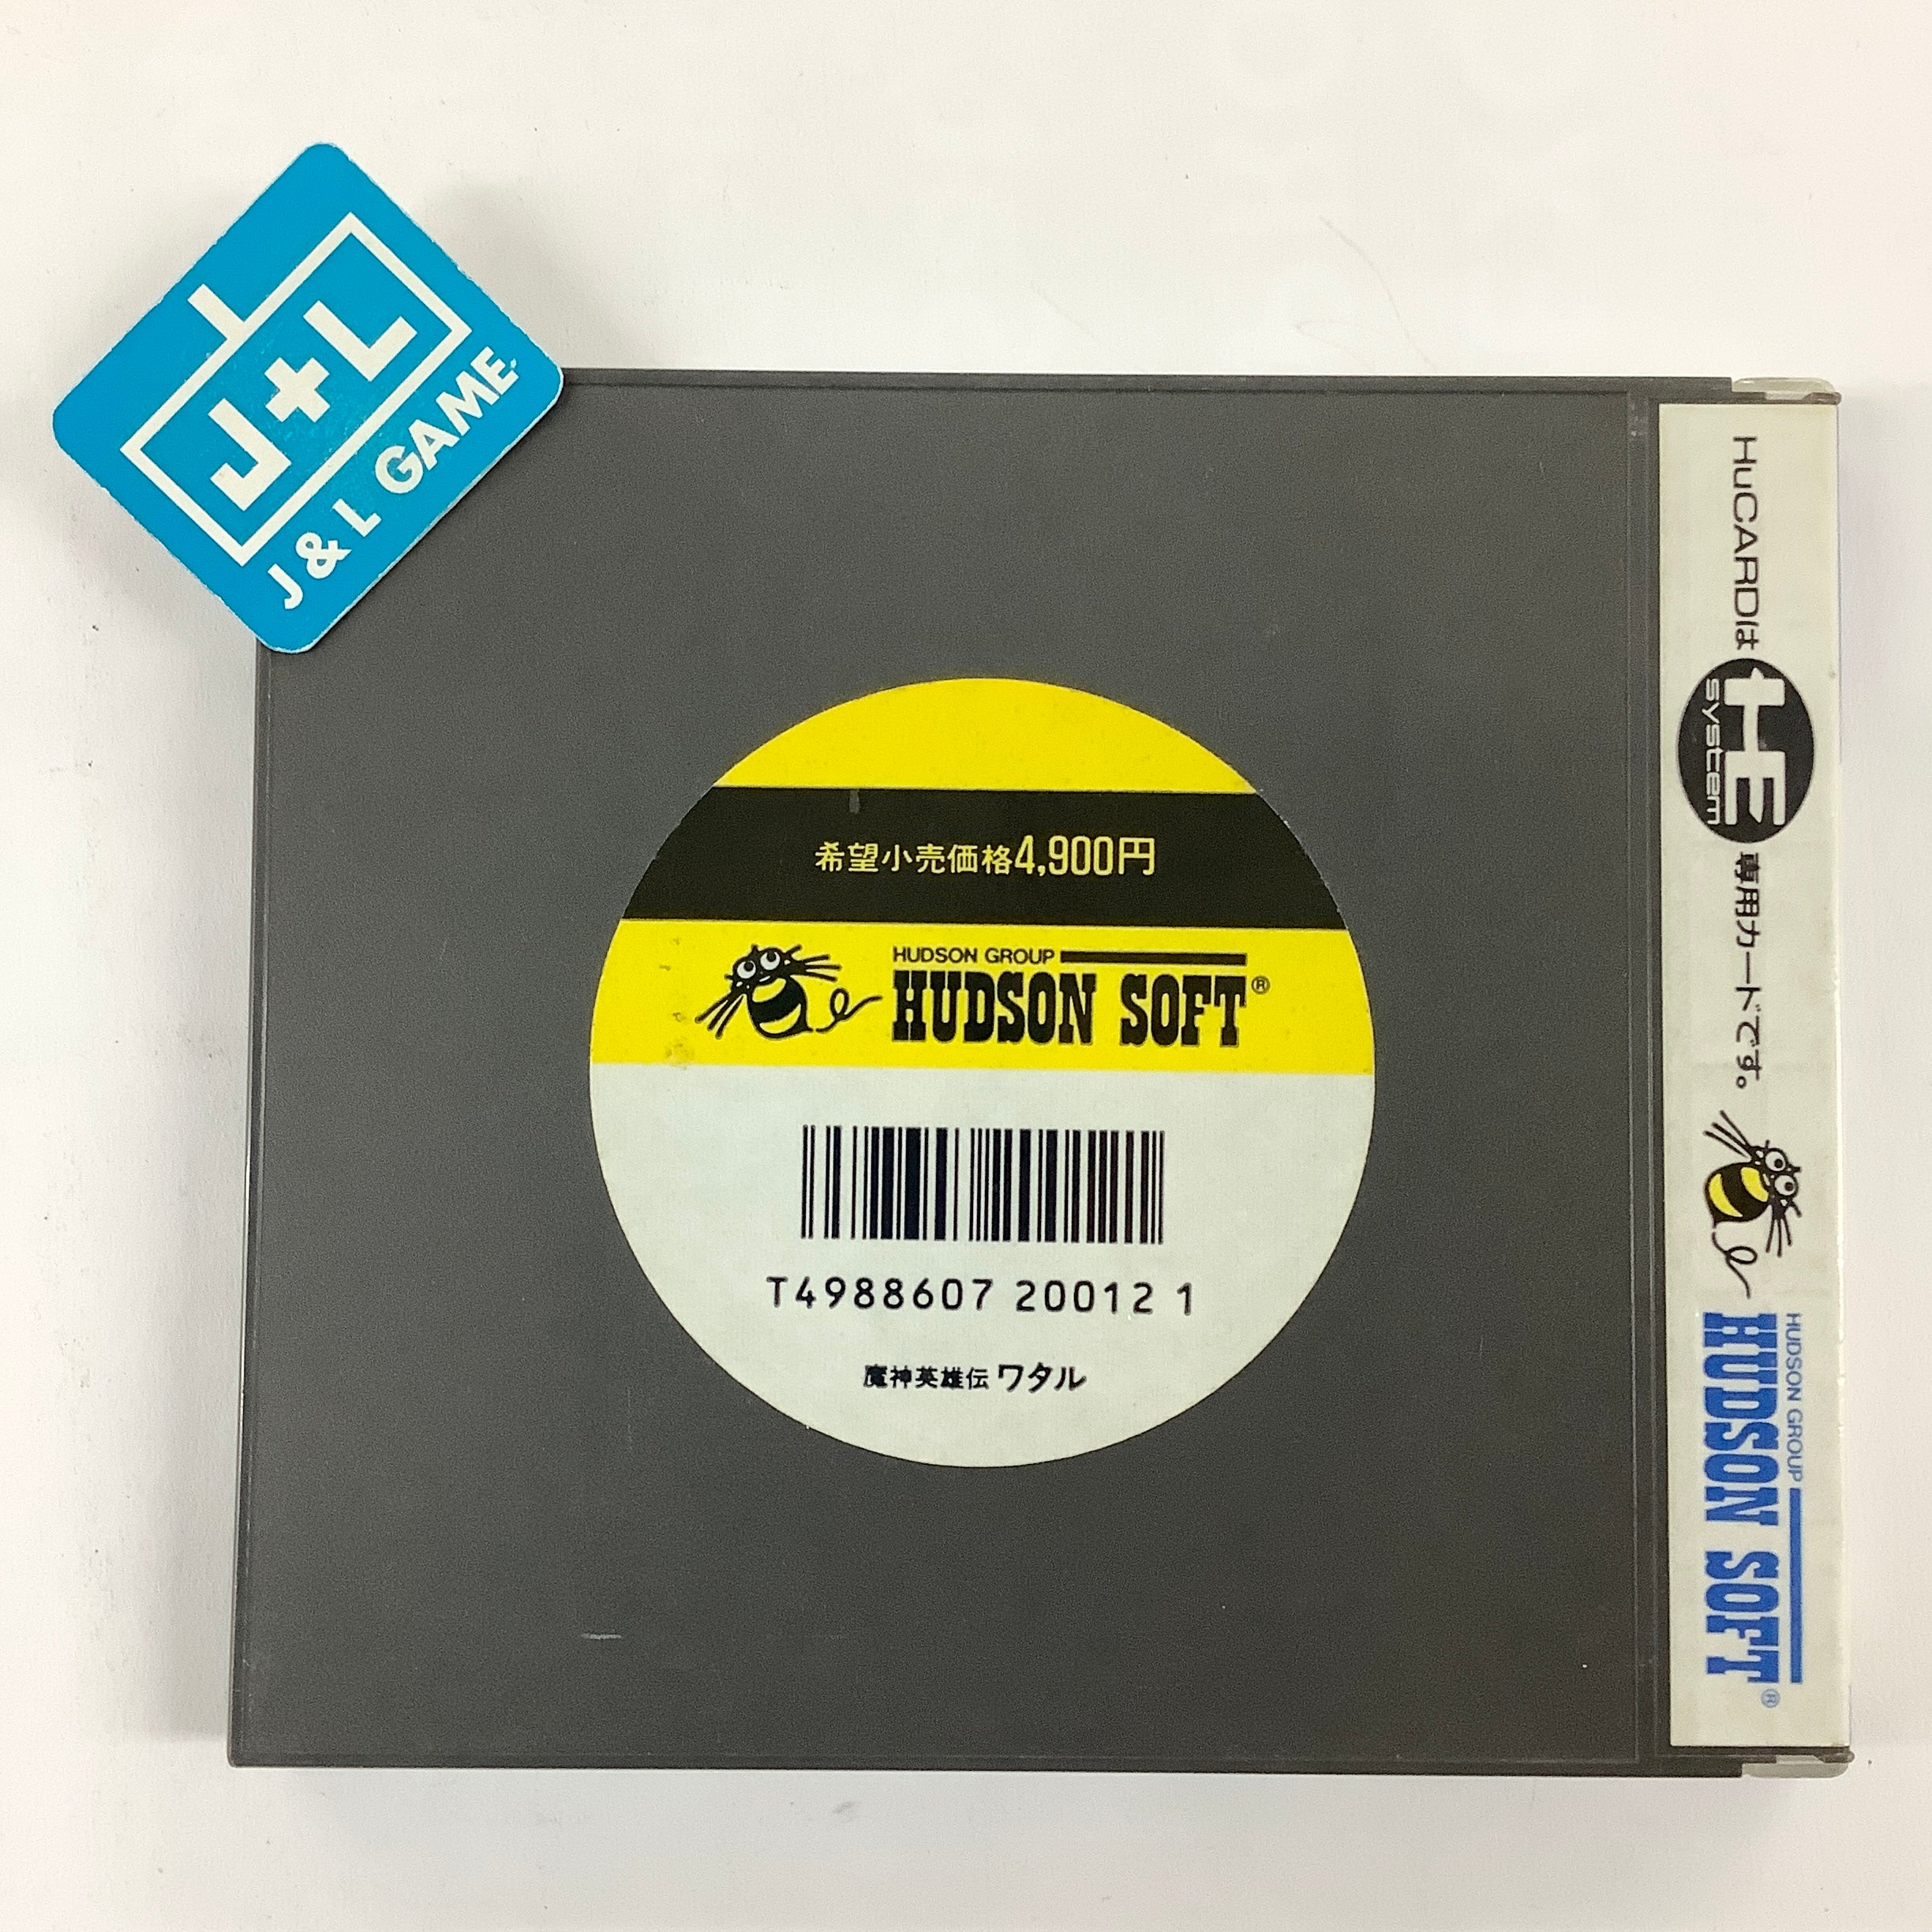 J+L
J & L GAME
希望小売価格4,900円
HUDSON GROUP
HUDSON SOFT®
T4988607 20012 1
魔神英雄伝 ワタル
HuCARDは
HE
system
専用カードです。
HUDSON GROUP
HUDSON SOFT®